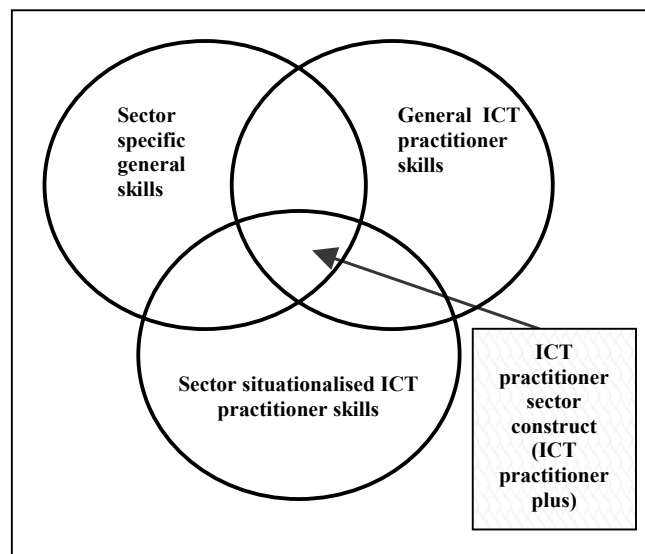 Sector
specific
general
skills
General ICT
practitioner
skills
Sector situationalised ICT
practitioner skills
ICT
practitioner
sector
construct
(ICT
practitioner
plus)